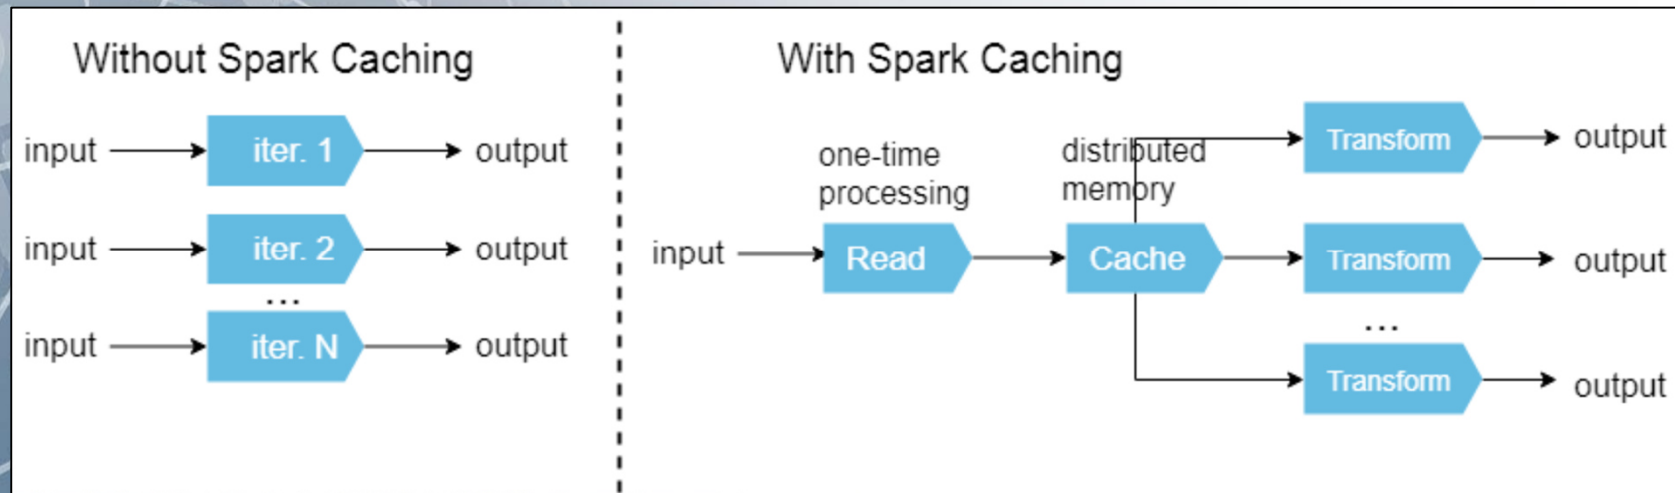 Without Spark Caching
input
iter. 1
output
input
iter. 2
output
...
input
iter. N
output
With Spark Caching
input
one-time
processing
Read
distributed
memory
Cache
Transform
output
Transform
output
...
Transform
output